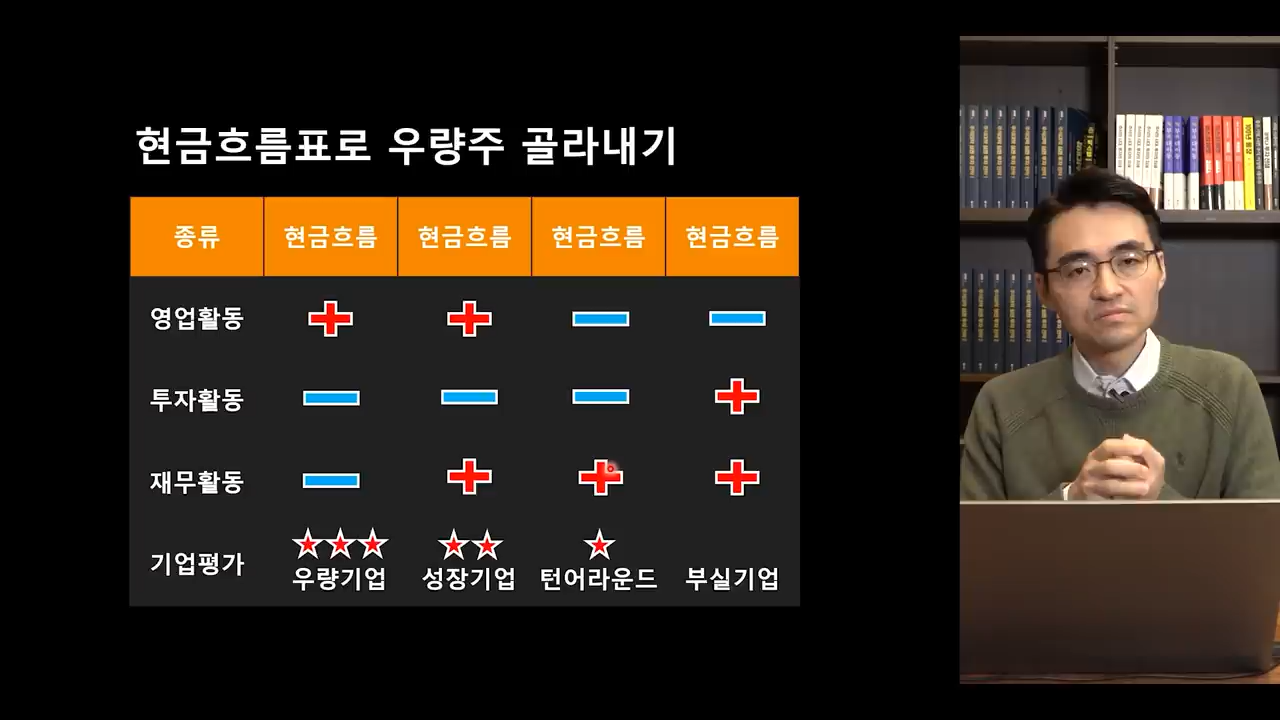 현금흐름표로 우량주 골라내기
종류 현금흐름 현금흐름 현금흐름 현금흐름
영업활동
투자활동
재무활동
기업평가
우량기업 성장기업 턴어라운드 부실기업